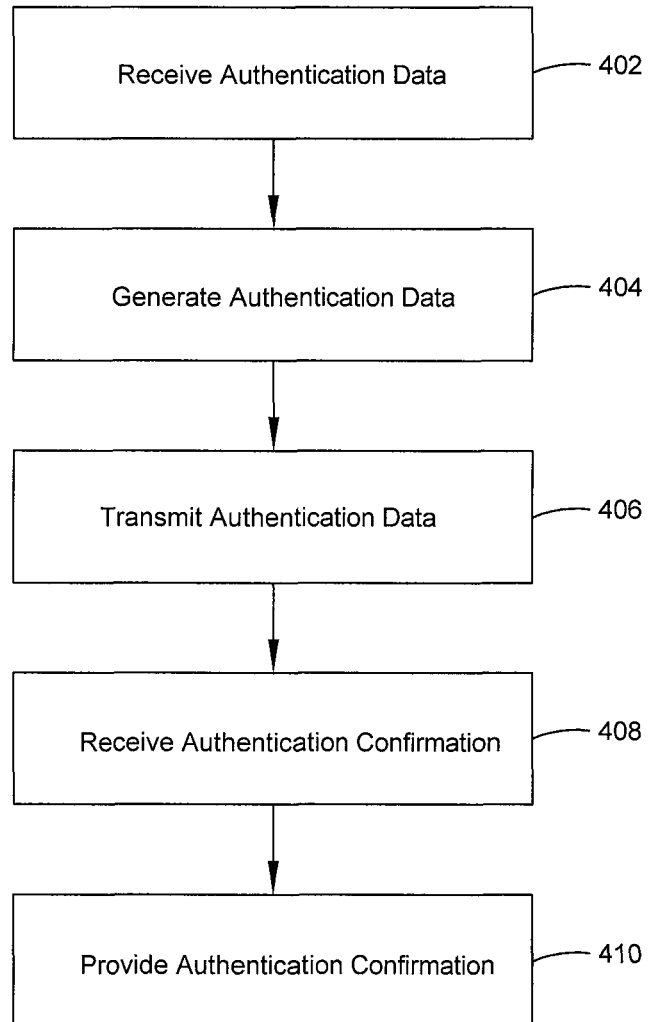 Receive Authentication Data 402
Generate Authentication Data 404
Transmit Authentication Data 406
Receive Authentication Confirmation 408
Provide Authentication Confirmation 410